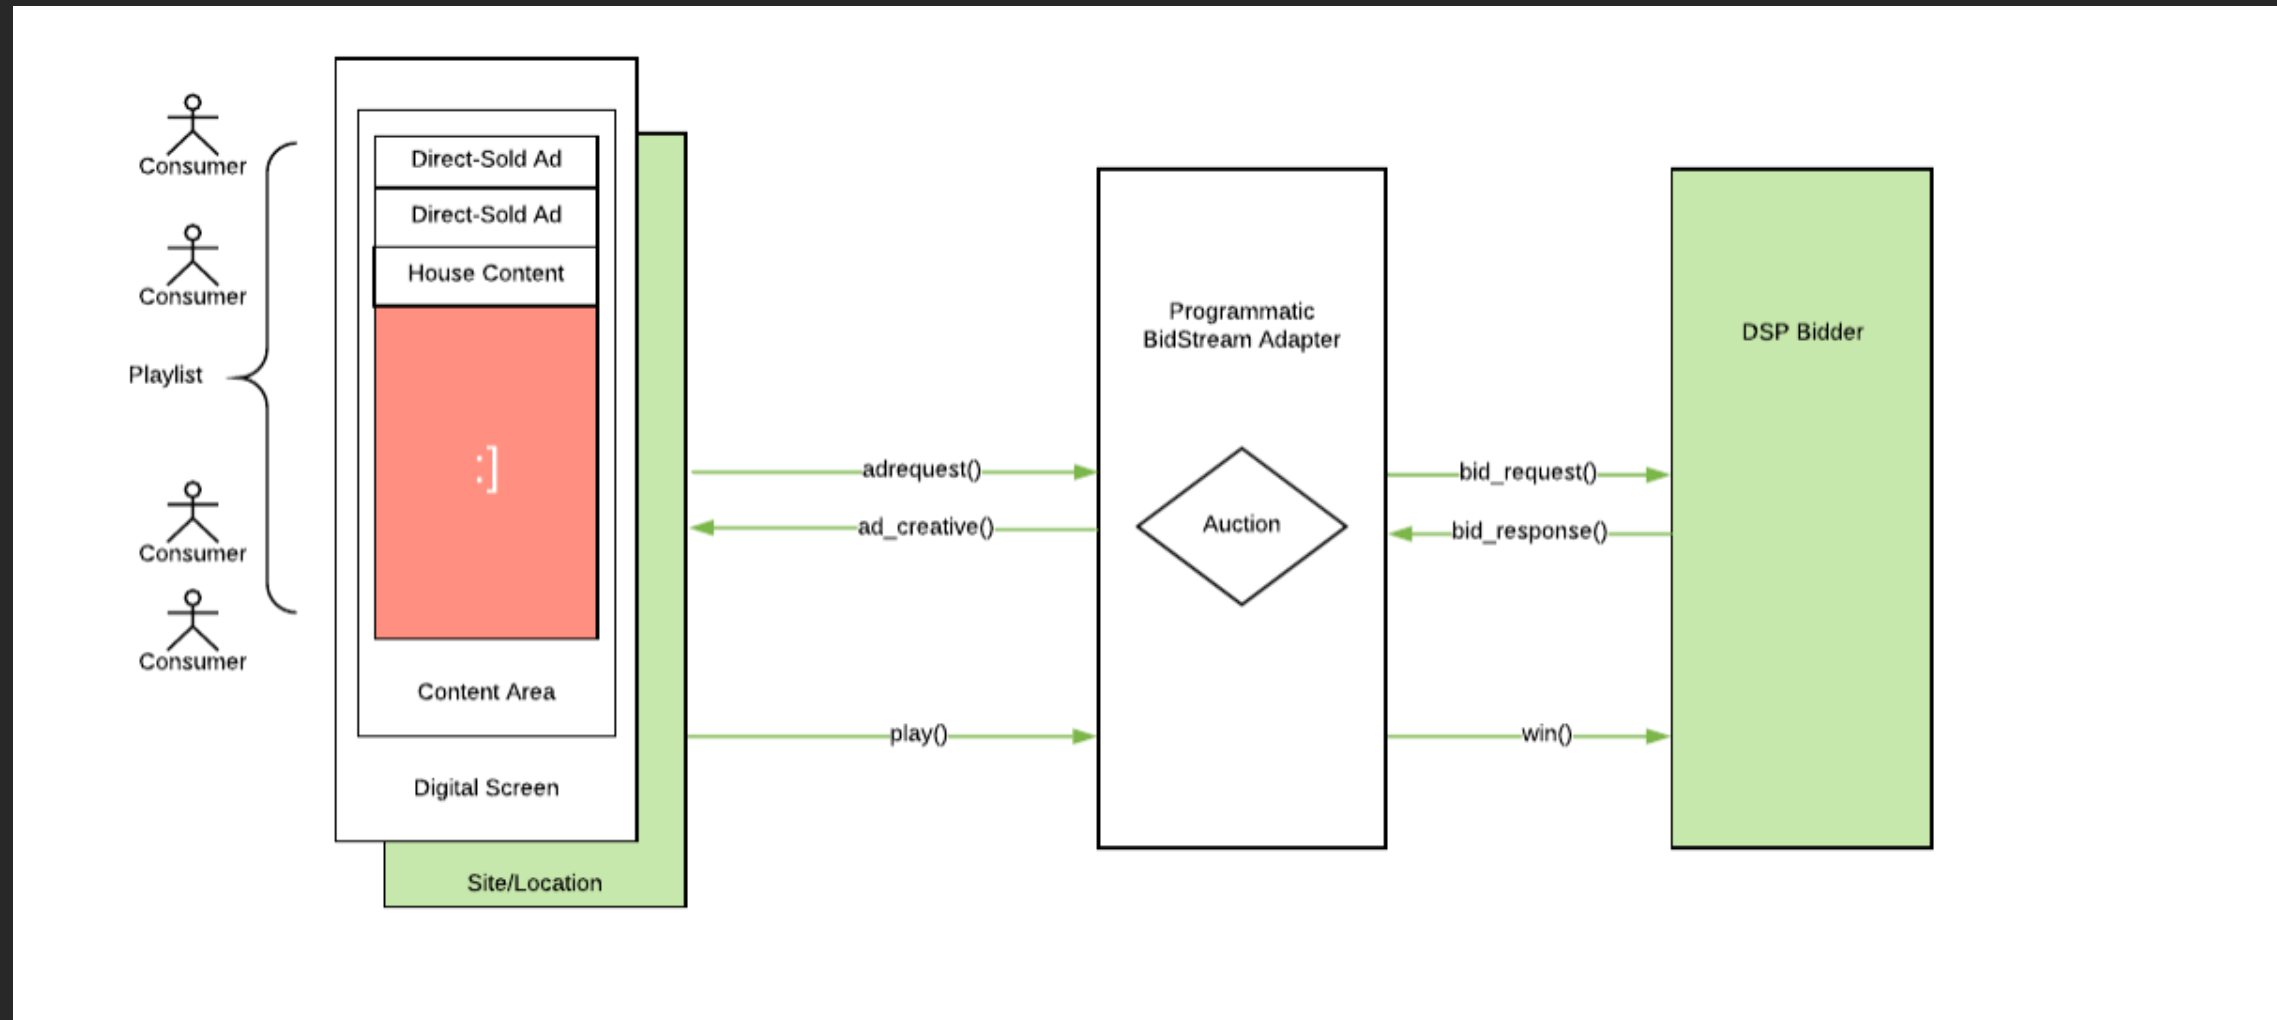 Consumer
Consumer
Playlist
Consumer
Consumer
Direct-Sold Ad
Direct-Sold Ad
House Content
:]
Content Area
Digital Screen
Site/Location
adrequest()
ad_creative()
play()
Programmatic
BidStream Adapter
Auction
bid_request()
bid_response()
win()
DSP Bidder